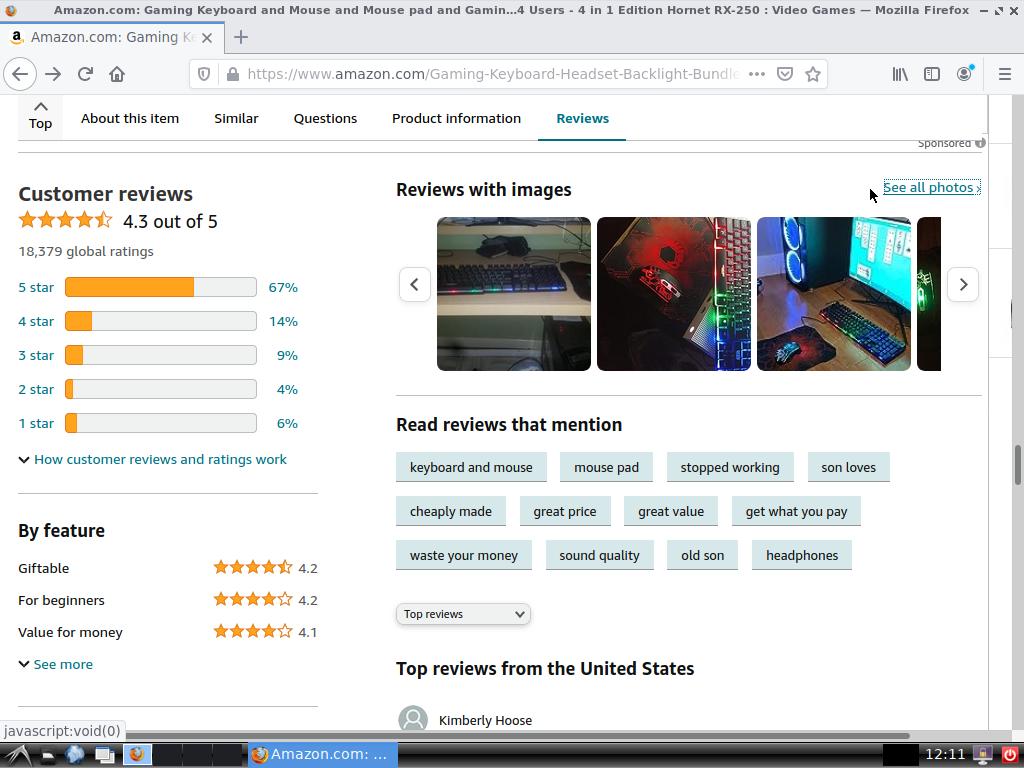 Amazon.com: Gaming Keyboard and Mouse and Mouse pad and Gamin...4 Users - 4 in 1 Edition Hornet RX-250 : Video Games — Mozilla Firefox
Amazon.com: Gaming Ke
https://www.amazon.com/Gaming-Keyboard-Headset-Backlight-Bundle
Top
About this item
Similar
Questions
Product information
Reviews
Sponsored
Customer reviews
4.3 out of 5
18,379 global ratings
5 star 67%
4 star 14%
3 star 9%
2 star 4%
1 star 6%
How customer reviews and ratings work
By feature
Giftable 4.2
For beginners 4.2
Value for money 4.1
See more
Reviews with images
See all photos ›
Read reviews that mention
keyboard and mouse
mouse pad
stopped working
son loves
cheaply made
great price
great value
get what you pay
waste your money
sound quality
old son
headphones
Top reviews
Top reviews from the United States
Kimberly Hoose
javascript:void(0)
Amazon.com: ...
12:11